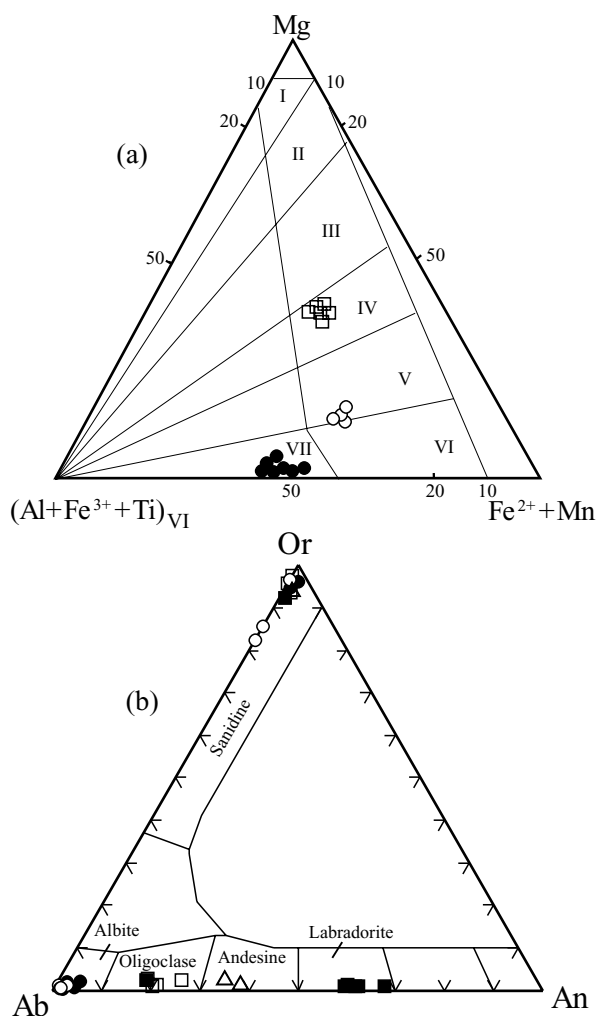 Mg
10 10
I
20 20
(a)
II
III
50 50
IV
V
VII VI
50 20 10
(Al+Fe³⁺+Ti)VI Fe²⁺+Mn
Or
(b)
Sanidine
Albite Labradorite
Oligoclase Andesine
Ab An